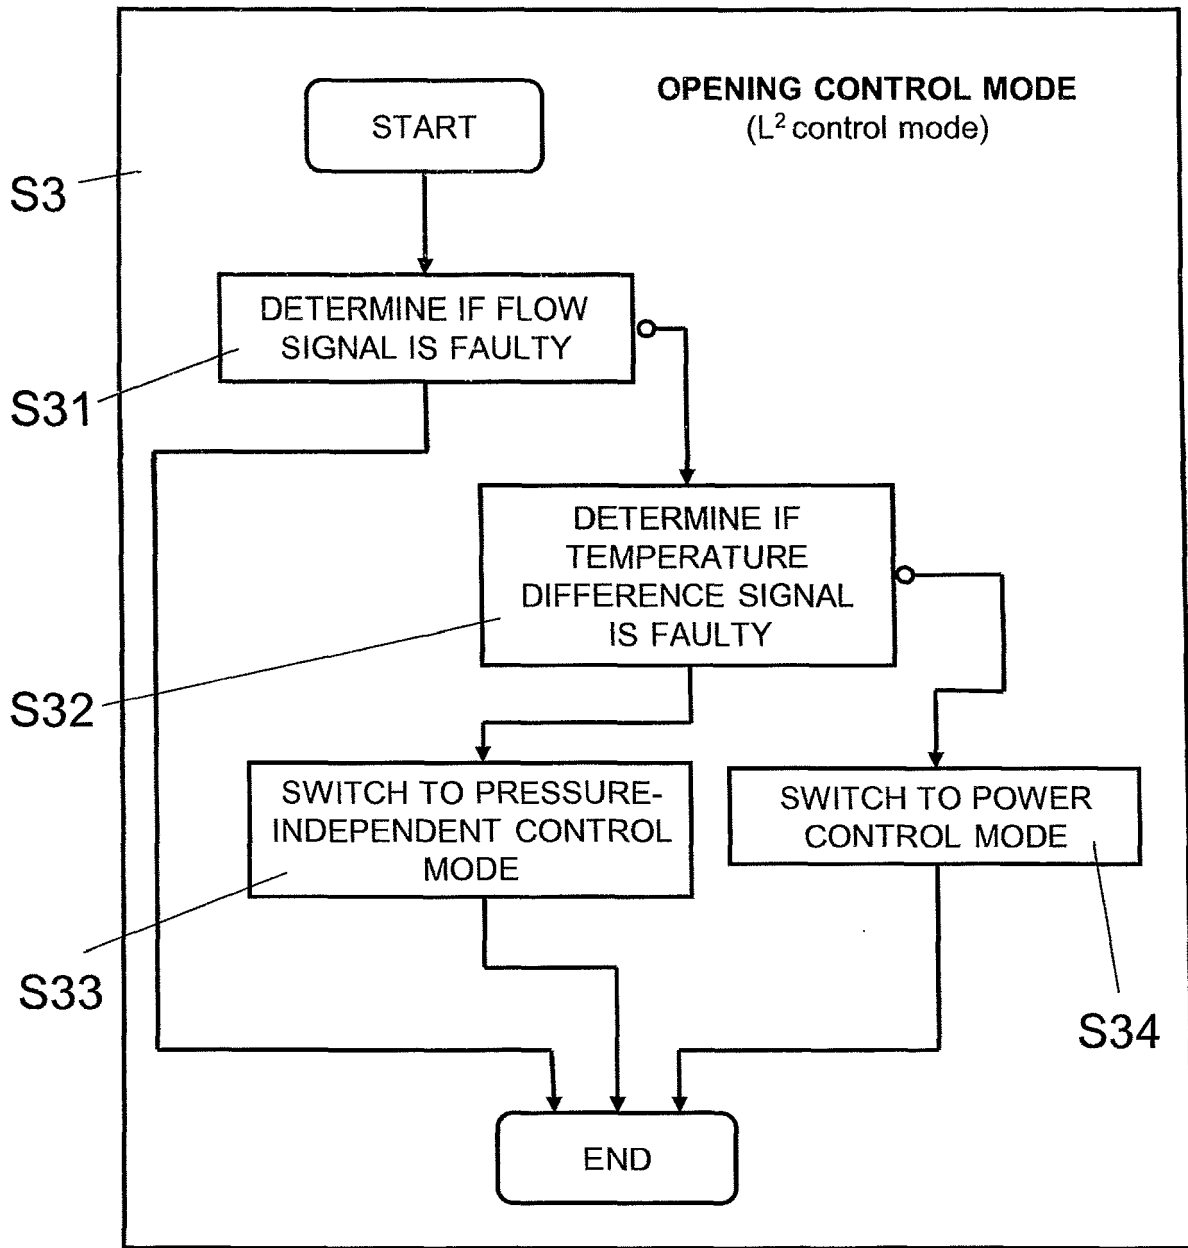 OPENING CONTROL MODE
(L² control mode)
START
S3
DETERMINE IF FLOW
SIGNAL IS FAULTY
S31
DETERMINE IF
TEMPERATURE
DIFFERENCE SIGNAL
IS FAULTY
S32
SWITCH TO PRESSURE-
INDEPENDENT CONTROL
MODE
SWITCH TO POWER
CONTROL MODE
S33
S34
END